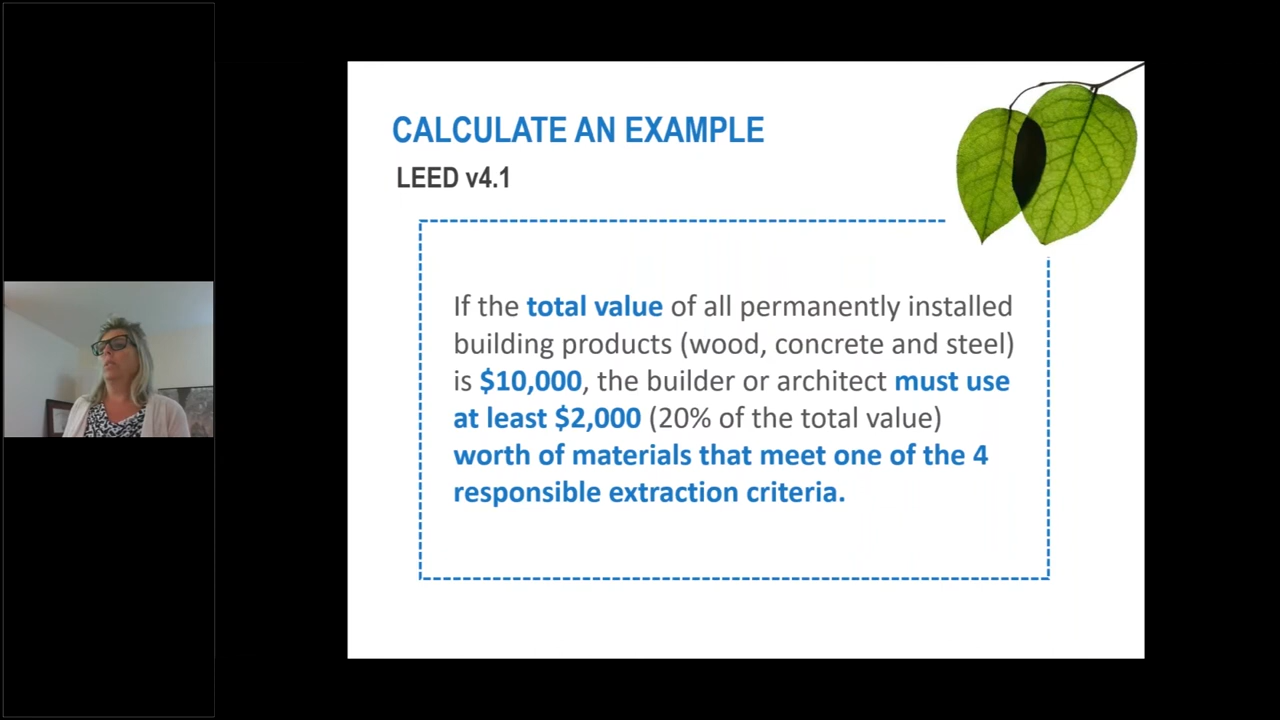 CALCULATE AN EXAMPLE
LEED v4.1
If the total value of all permanently installed
building products (wood, concrete and steel)
is $10,000, the builder or architect must use
at least $2,000 (20% of the total value)
worth of materials that meet one of the 4
responsible extraction criteria.